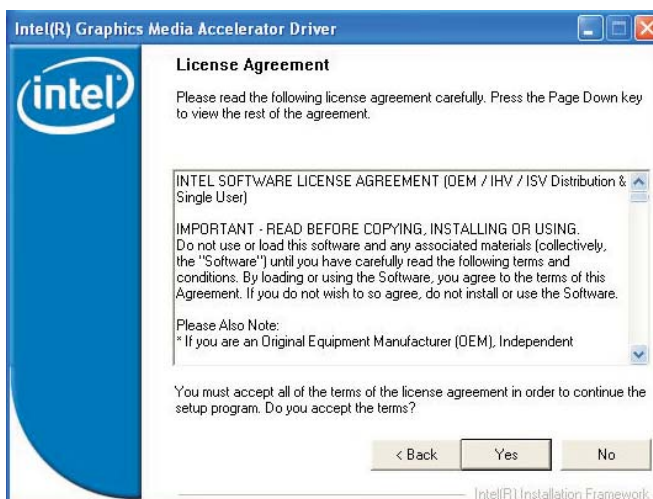 Intel(R) Graphics Media Accelerator Driver
intel
License Agreement
Please read the following license agreement carefully. Press the Page Down key
to view the rest of the agreement.
INTEL SOFTWARE LICENSE AGREEMENT (OEM / IHV / ISV Distribution &
Single User)
IMPORTANT - READ BEFORE COPYING, INSTALLING OR USING.
Do not use or load this software and any associated materials (collectively,
the "Software") until you have carefully read the following terms and
conditions. By loading or using the Software, you agree to the terms of this
Agreement. If you do not wish to so agree, do not install or use the Software.
Please Also Note:
* If you are an Original Equipment Manufacturer (OEM), Independent
You must accept all of the terms of the license agreement in order to continue the
setup program. Do you accept the terms?
< Back Yes No
Intel(R) Installation Framework